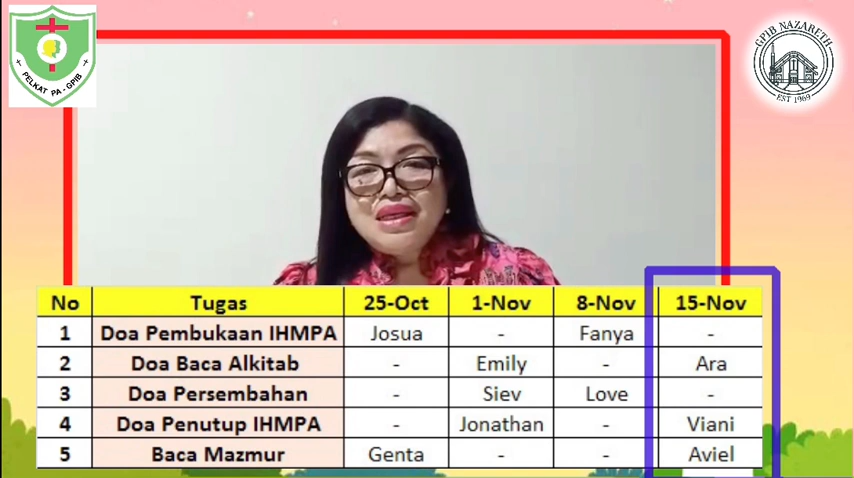 PELKAT PA - GPIB
GPIB NAZARETH
EST 1969
No Tugas 25-Oct 1-Nov 8-Nov 15-Nov
1 Doa Pembukaan IHMPA Josua - Fanya -
2 Doa Baca Alkitab - Emily - Ara
3 Doa Persembahan - Siev Love -
4 Doa Penutup IHMPA - Jonathan - Viani
5 Baca Mazmur Genta - - Aviel